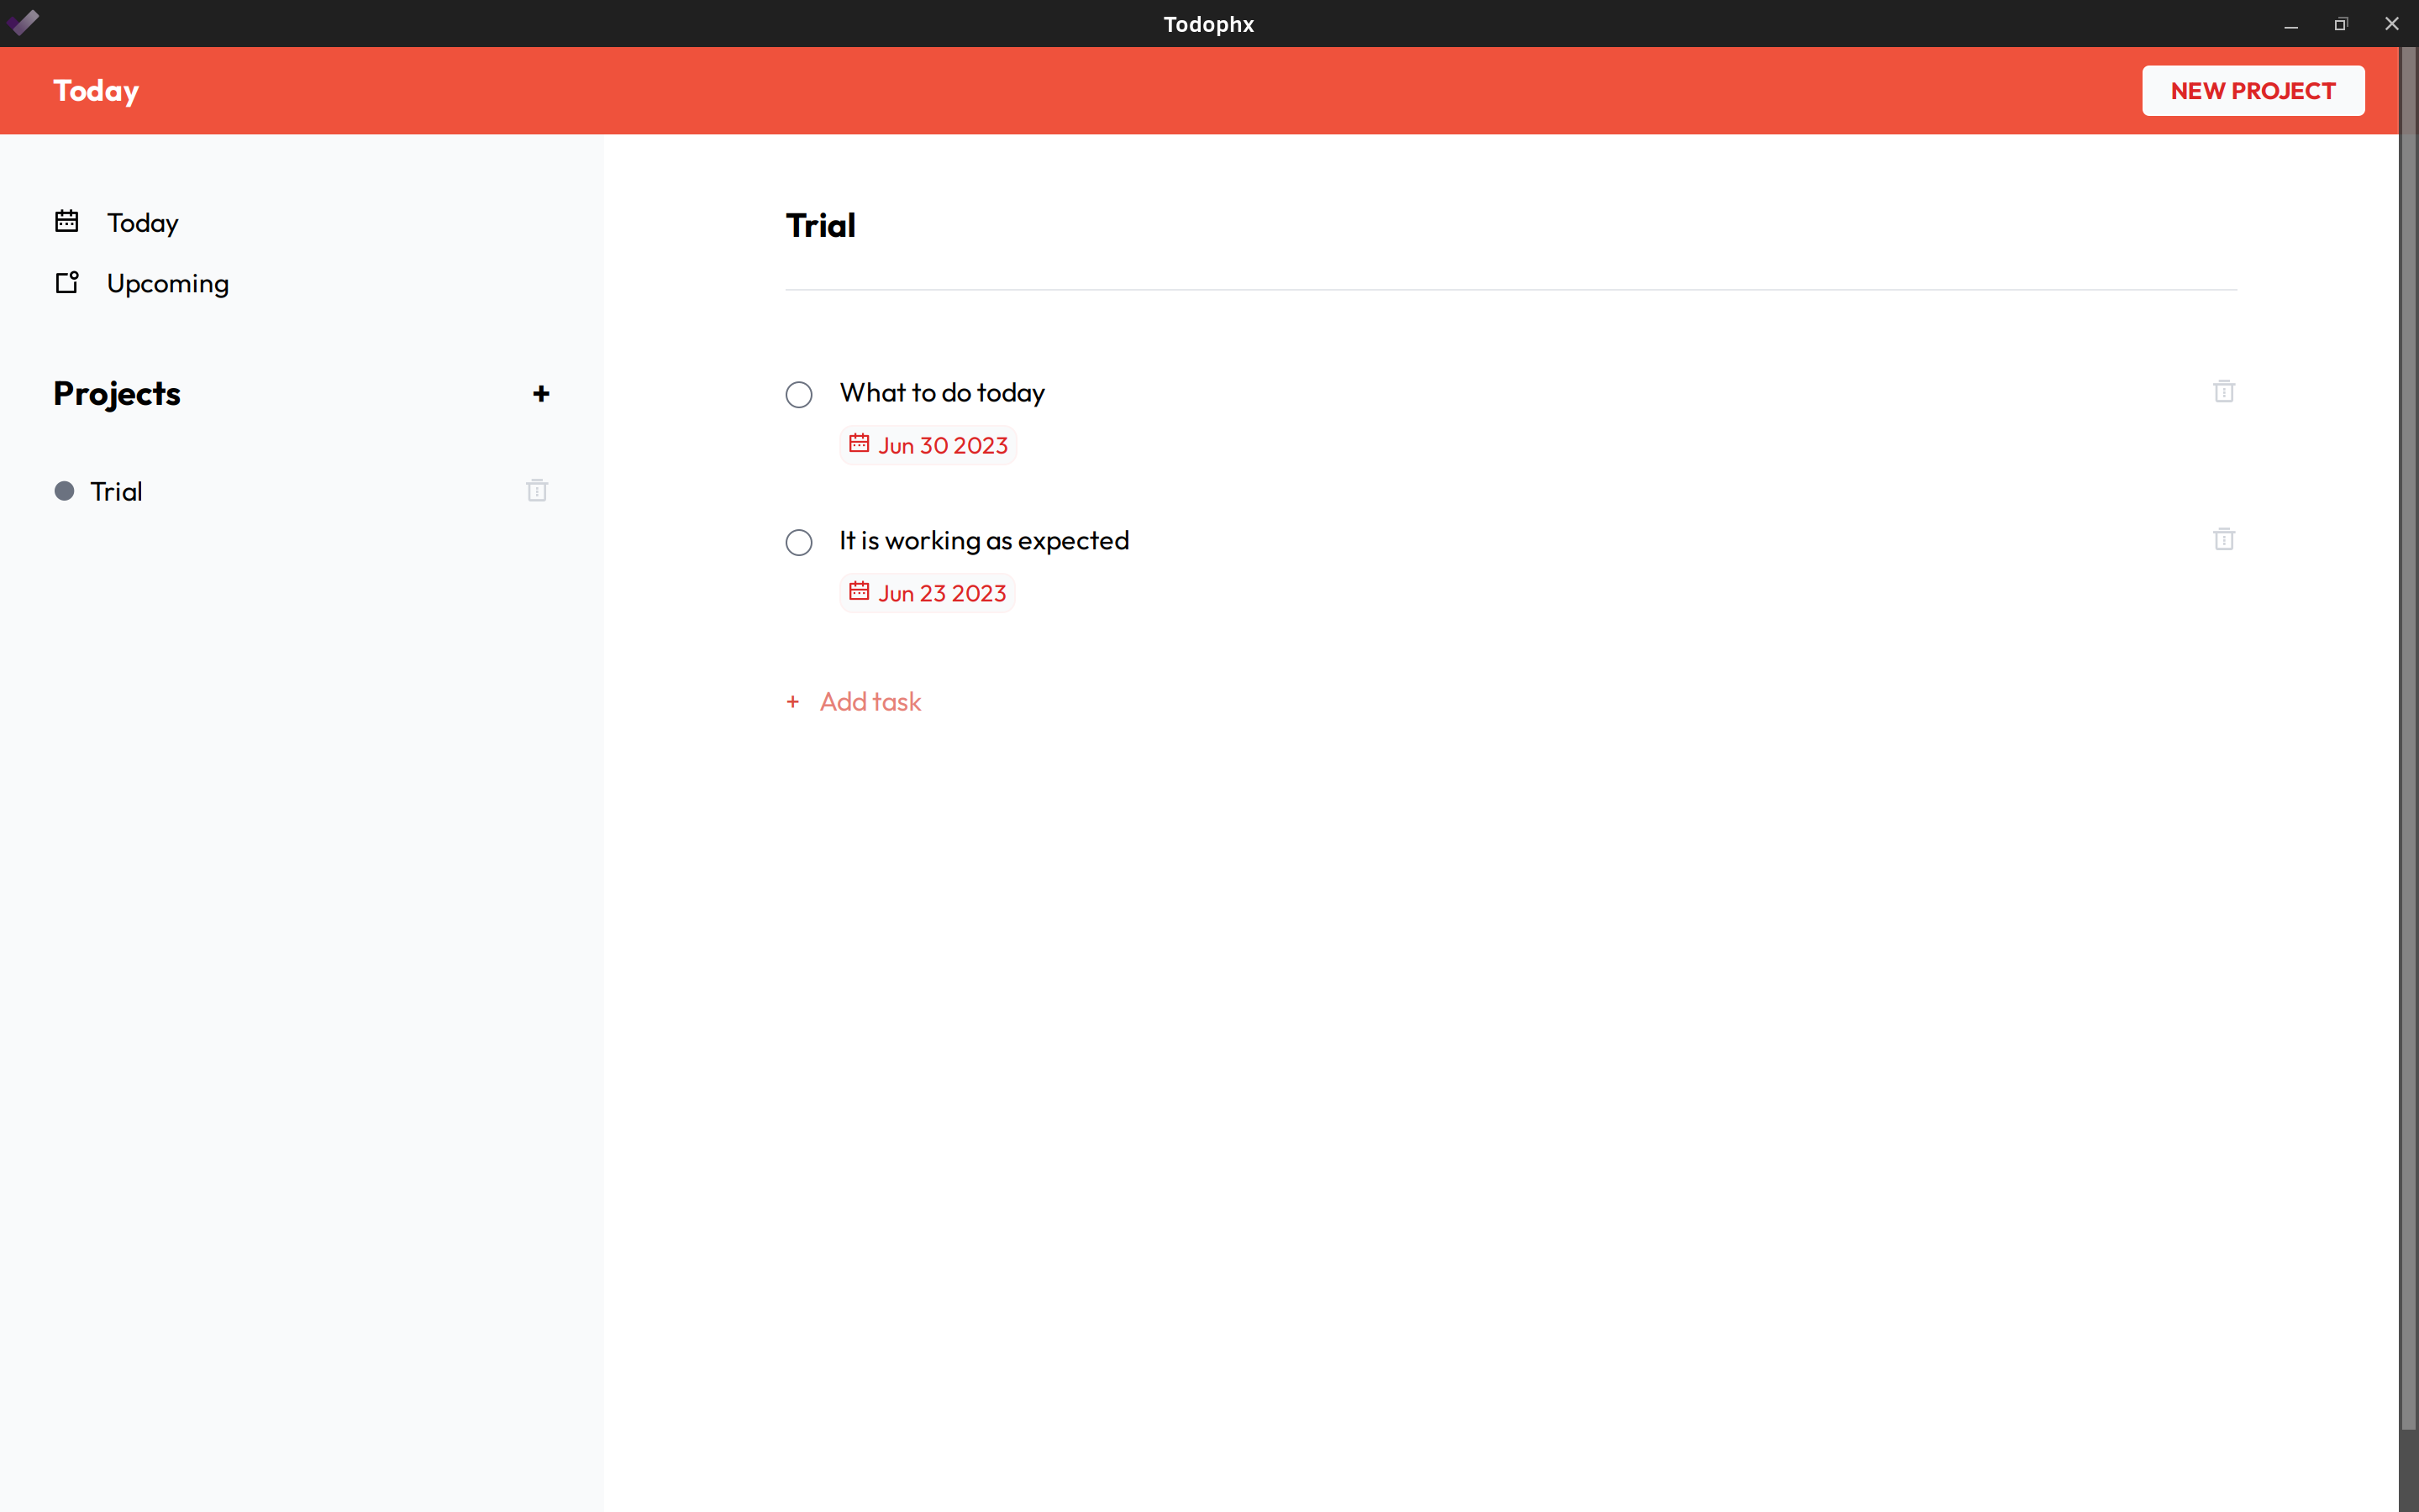 Todophx
Today
NEW PROJECT
Today
Upcoming
Projects +
Trial
Trial
What to do today
Jun 30 2023
It is working as expected
Jun 23 2023
+ Add task